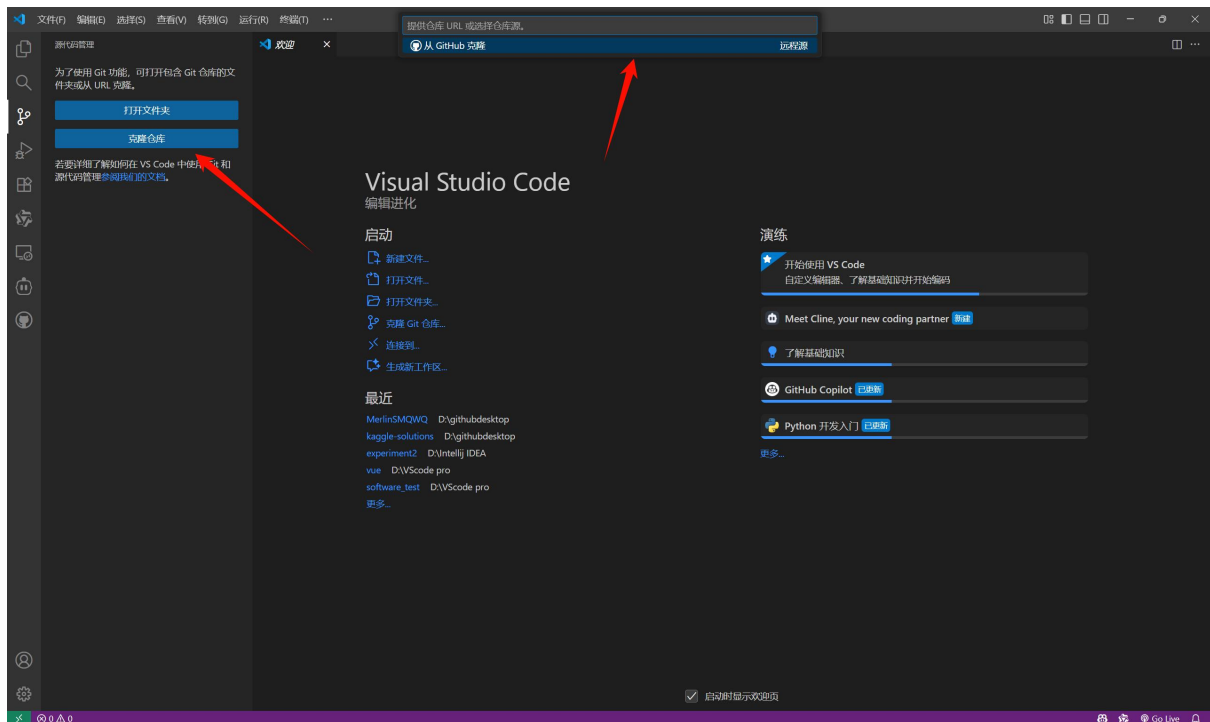 文件(F) 编辑(E) 选择(S) 查看(V) 转到(G) 运行(R) 终端(T) ···
提供仓库 URL 或选择仓库源。
从 GitHub 克隆 远程源
源代码管理
欢迎
为了使用 Git 功能，可打开包含 Git 仓库的文
件夹或从 URL 克隆。
打开文件夹
克隆仓库
若要详细了解如何在 VS Code 中使用 Git 和
源代码管理参阅我们的文档。
Visual Studio Code
编辑进化
启动
新建文件...
打开文件...
打开文件夹...
克隆 Git 仓库...
连接到...
生成新工作区...
最近
MerlinSMQWQ D:\githubdesktop
kaggle-solutions D:\githubdesktop
experiment2 D:\Intellij IDEA
vue D:\VScode pro
software_test D:\VScode pro
更多...
演练
开始使用 VS Code
自定义编辑器、了解基础知识并开始编码
Meet Cline, your new coding partner 新建
了解基础知识
GitHub Copilot 已更新
Python 开发入门 已更新
更多...
启动时显示欢迎页
0 0
Go Live